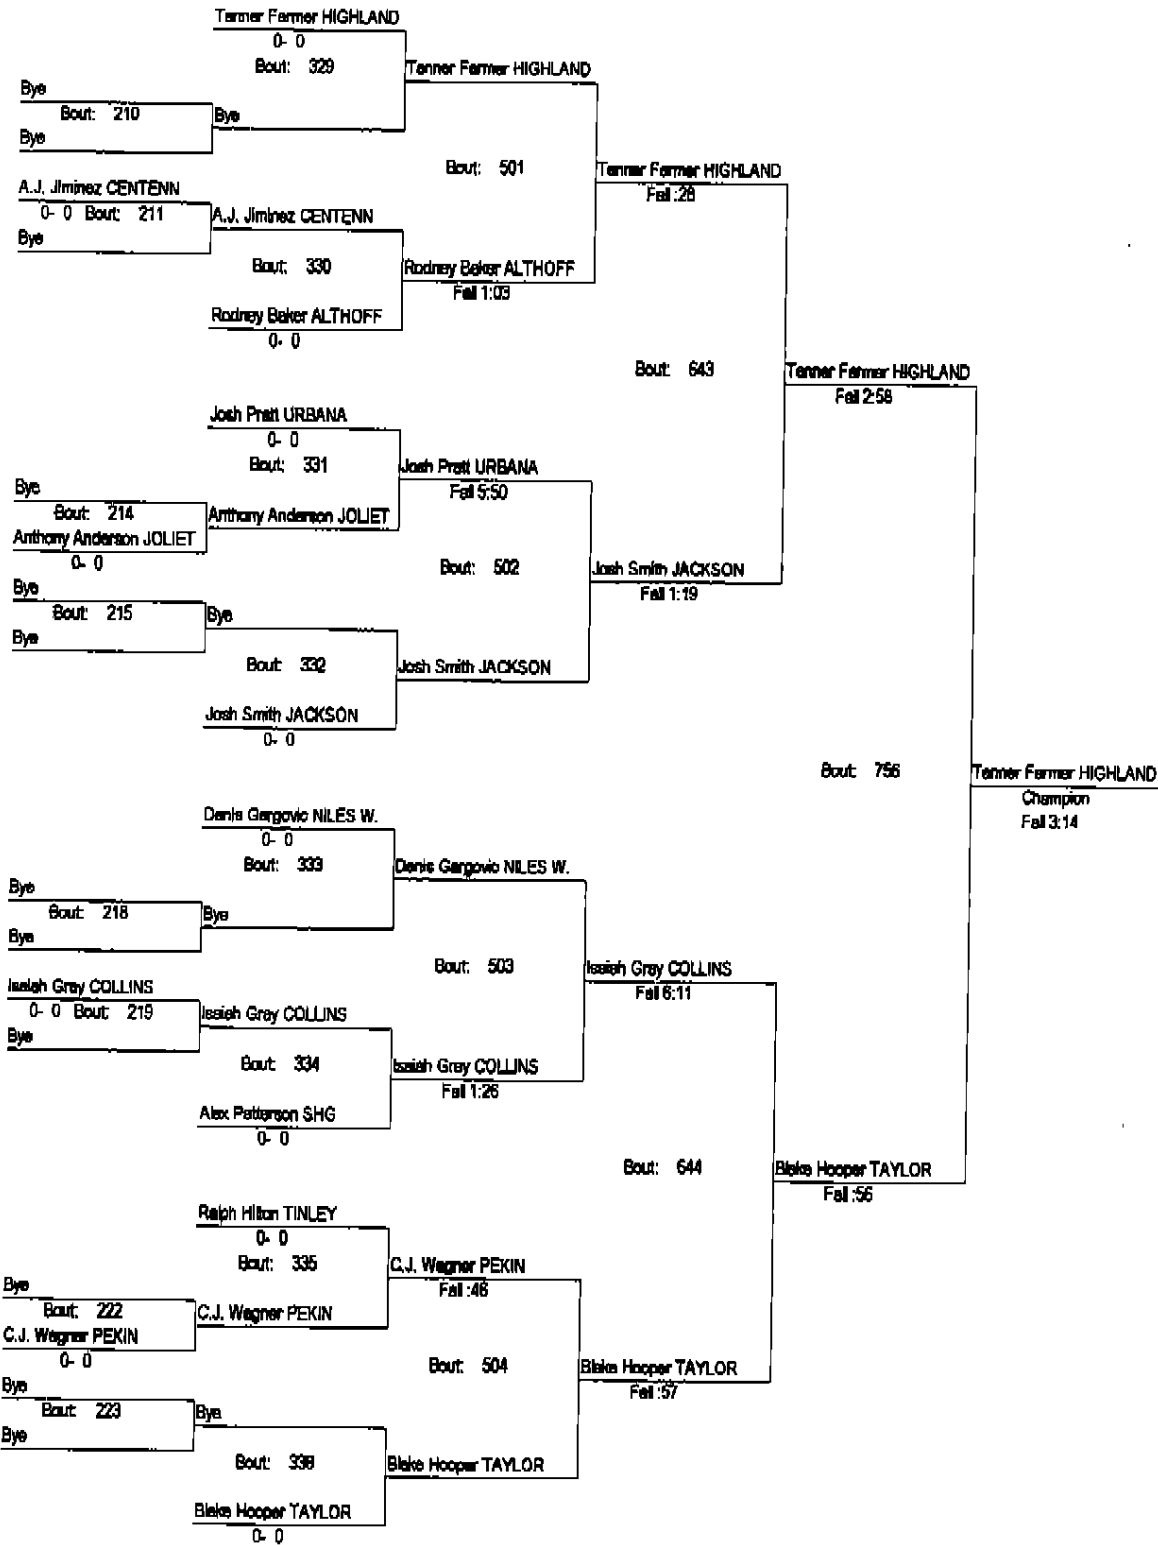 Tanner Farmer HIGHLAND
0- 0
Bout: 329
Tanner Farmer HIGHLAND
Bye
Bout: 210
Bye
Bye
Bout: 501
Tanner Farmer HIGHLAND
Fall :28
A.J. Jiminez CENTENN
0- 0 Bout: 211
A.J. Jiminez CENTENN
Bye
Bout: 330
Rodney Baker ALTHOFF
Fall 1:03
Rodney Baker ALTHOFF
0- 0
Bout: 643
Tanner Farmer HIGHLAND
Fall 2:58
Josh Pratt URBANA
0- 0
Bout: 331
Josh Pratt URBANA
Fall 5:50
Bye
Bout: 214
Anthony Anderson JOLIET
Anthony Anderson JOLIET
0- 0
Bout: 502
Josh Smith JACKSON
Fall 1:19
Bye
Bout: 215
Bye
Bye
Bout: 332
Josh Smith JACKSON
Josh Smith JACKSON
0- 0
Bout: 756
Tanner Farmer HIGHLAND
Champion
Fall 3:14
Denis Gargovic NILES W.
0- 0
Bout: 333
Denis Gargovic NILES W.
Bye
Bout: 218
Bye
Bye
Bout: 503
Isaiah Gray COLLINS
Fall 6:11
Isaiah Gray COLLINS
0- 0 Bout: 219
Isaiah Gray COLLINS
Bye
Bout: 334
Isaiah Gray COLLINS
Fall 1:26
Alex Patterson SHG
0- 0
Bout: 644
Blake Hooper TAYLOR
Fall :56
Ralph Hilton TINLEY
0- 0
Bout: 335
C.J. Wagner PEKIN
Fall :46
Bye
Bout: 222
C.J. Wagner PEKIN
C.J. Wagner PEKIN
0- 0
Bout: 504
Blake Hooper TAYLOR
Fall :57
Bye
Bout: 223
Bye
Bye
Bout: 336
Blake Hooper TAYLOR
Blake Hooper TAYLOR
0- 0